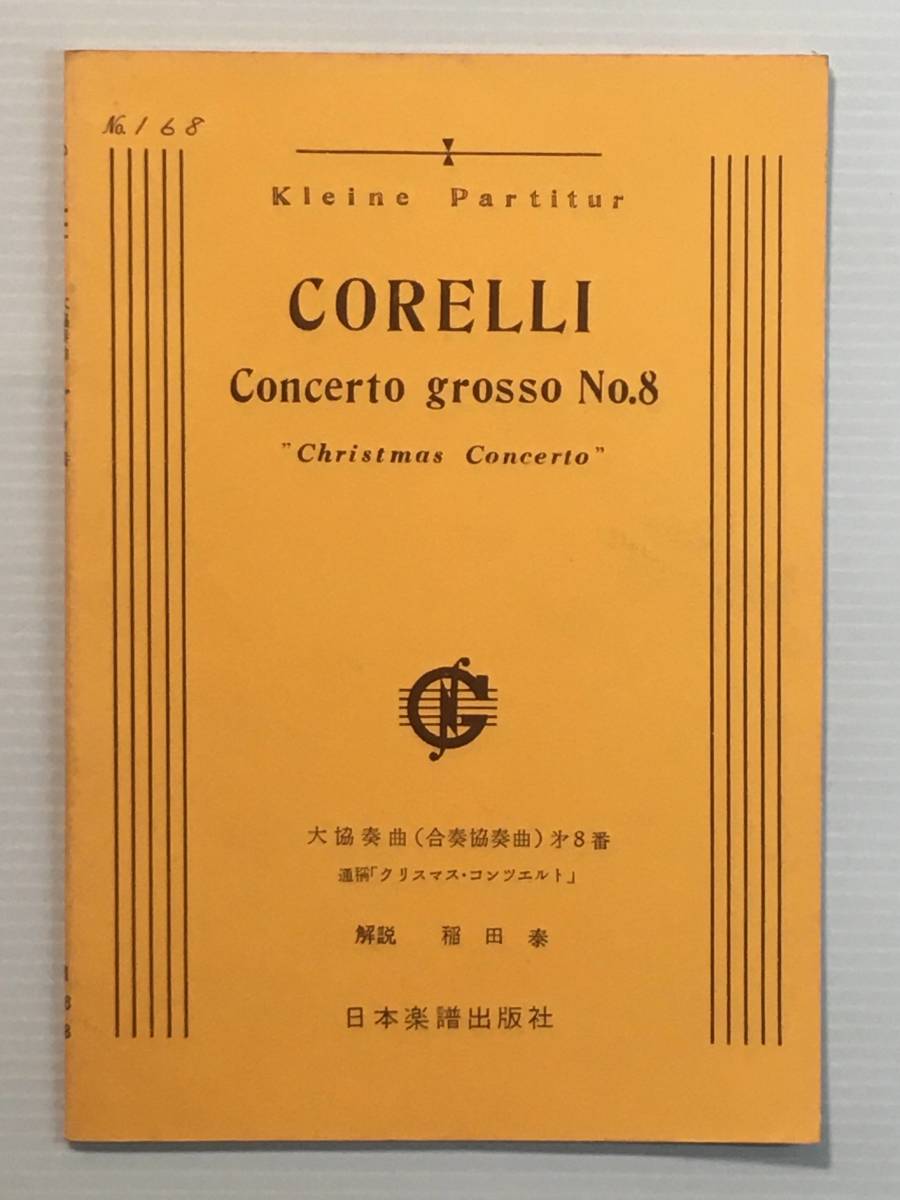 No. 168
Kleine Partitur
CORELLI
Concerto grosso No.8
"Christmas Concerto"
大協奏曲(合奏協奏曲)㐧8番
通稱「クリスマス・コンツエルト」
解説 稲田泰
日本楽譜出版社